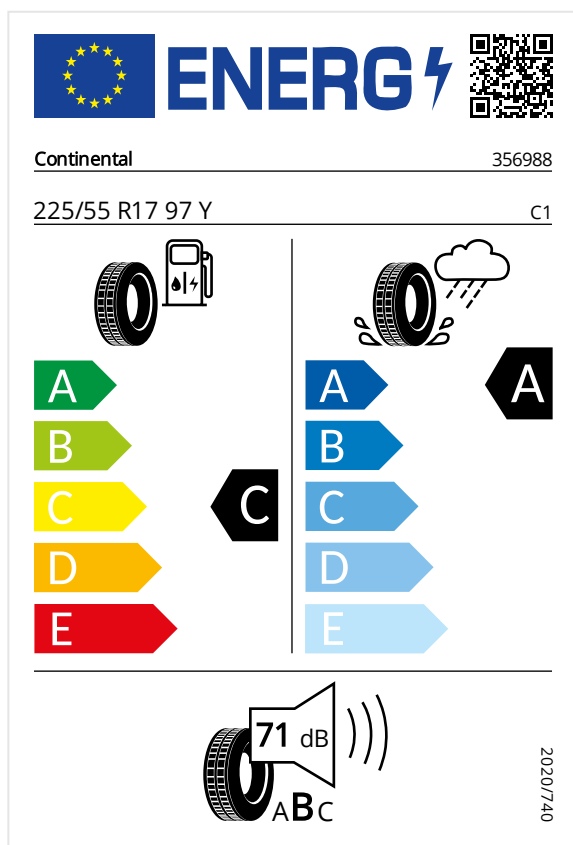 ENERG
Continental 356988
225/55 R17 97 Y C1
A A A
B B
C C C
D D
E E
71 dB
ABC
2020/740